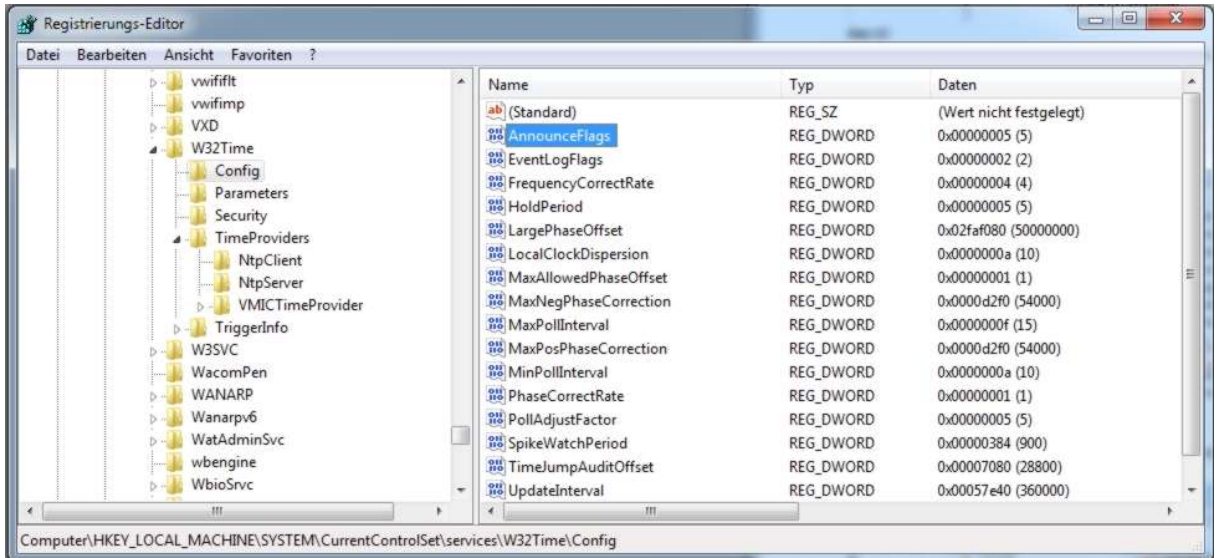 Registrierungs-Editor
Datei Bearbeiten Ansicht Favoriten ?
vwififlt
vwifimp
VXD
W32Time
Config
Parameters
Security
TimeProviders
NtpClient
NtpServer
VMICTimeProvider
TriggerInfo
W3SVC
WacomPen
WANARP
Wanarpv6
WatAdminSvc
wbengine
WbioSrvc
Name Typ Daten
(Standard) REG_SZ (Wert nicht festgelegt)
AnnounceFlags REG_DWORD 0x00000005 (5)
EventLogFlags REG_DWORD 0x00000002 (2)
FrequencyCorrectRate REG_DWORD 0x00000004 (4)
HoldPeriod REG_DWORD 0x00000005 (5)
LargePhaseOffset REG_DWORD 0x02faf080 (50000000)
LocalClockDispersion REG_DWORD 0x0000000a (10)
MaxAllowedPhaseOffset REG_DWORD 0x00000001 (1)
MaxNegPhaseCorrection REG_DWORD 0x0000d2f0 (54000)
MaxPollInterval REG_DWORD 0x0000000f (15)
MaxPosPhaseCorrection REG_DWORD 0x0000d2f0 (54000)
MinPollInterval REG_DWORD 0x0000000a (10)
PhaseCorrectRate REG_DWORD 0x00000001 (1)
PollAdjustFactor REG_DWORD 0x00000005 (5)
SpikeWatchPeriod REG_DWORD 0x00000384 (900)
TimeJumpAuditOffset REG_DWORD 0x00007080 (28800)
UpdateInterval REG_DWORD 0x00057e40 (360000)
Computer\HKEY_LOCAL_MACHINE\SYSTEM\CurrentControlSet\services\W32Time\Config